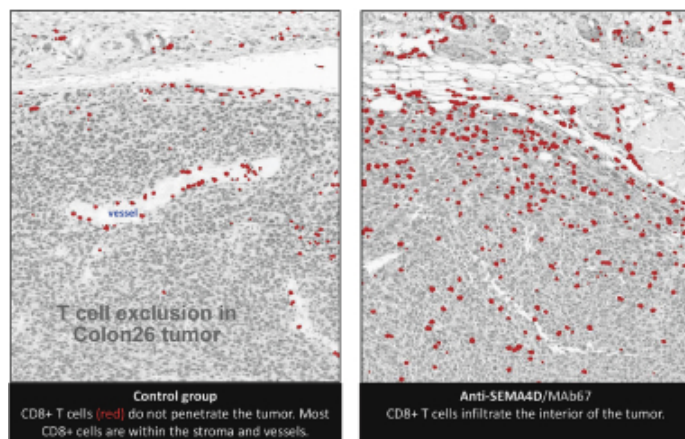 vessel
T cell exclusion in
Colon26 tumor
Control group
CD8+ T cells (red) do not penetrate the tumor. Most
CD8+ cells are within the stroma and vessels.
Anti-SEMA4D/MAb67
CD8+ T cells infiltrate the interior of the tumor.